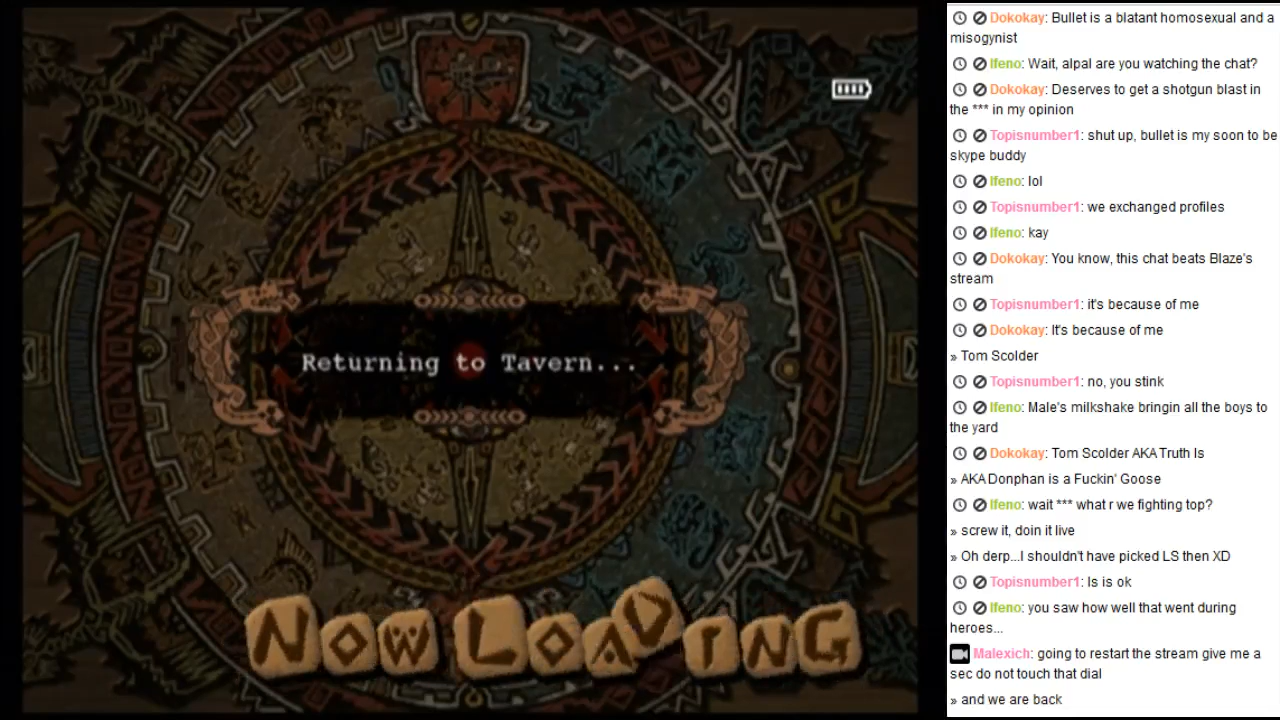 Returning to Tavern...
Now Loading
Dokokay: Bullet is a blatant homosexual and a
misogynist
Ifeno: Wait, alpal are you watching the chat?
Dokokay: Deserves to get a shotgun blast in
the *** in my opinion
Topisnumber1: shut up, bullet is my soon to be
skype buddy
Ifeno: lol
Topisnumber1: we exchanged profiles
Ifeno: kay
Dokokay: You know, this chat beats Blaze's
stream
Topisnumber1: it's because of me
Dokokay: It's because of me
» Tom Scolder
Topisnumber1: no, you stink
Ifeno: Male's milkshake bringin all the boys to
the yard
Dokokay: Tom Scolder AKA Truth Is
» AKA Donphan is a Fuckin' Goose
Ifeno: wait *** what r we fighting top?
» screw it, doin it live
» Oh derp...I shouldn't have picked LS then XD
Topisnumber1: ls is ok
Ifeno: you saw how well that went during
heroes...
Malexich: going to restart the stream give me a
sec do not touch that dial
» and we are back